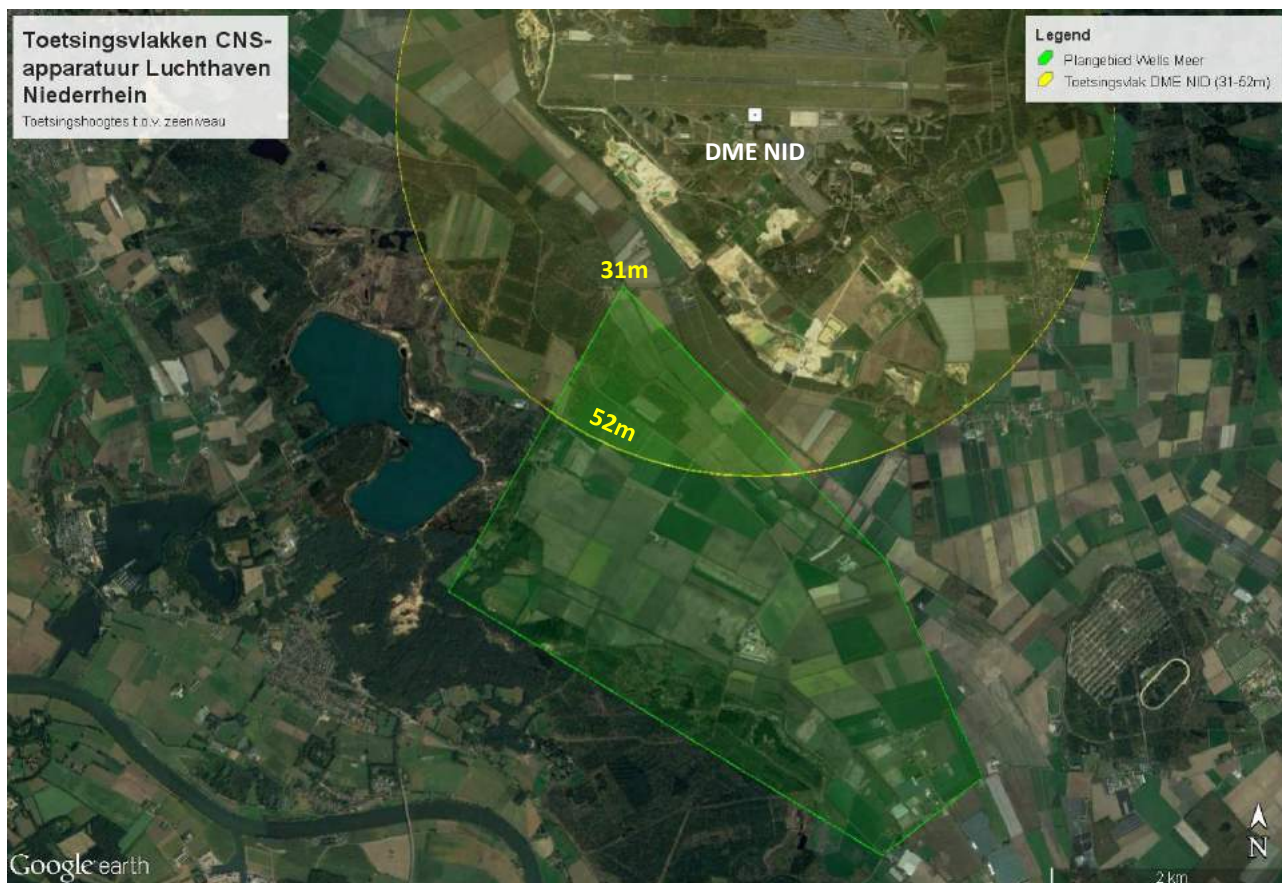 Toetsingsvlakken CNS-
apparatuur Luchthaven
Niederrhein
Toetsingshoogtes t.o.v. zeeniveau
Legend
Plangebied Wells Meer
Toetsingsvlak DME NID (31-52m)
DME NID
31m
52m
Google earth
N
2 km